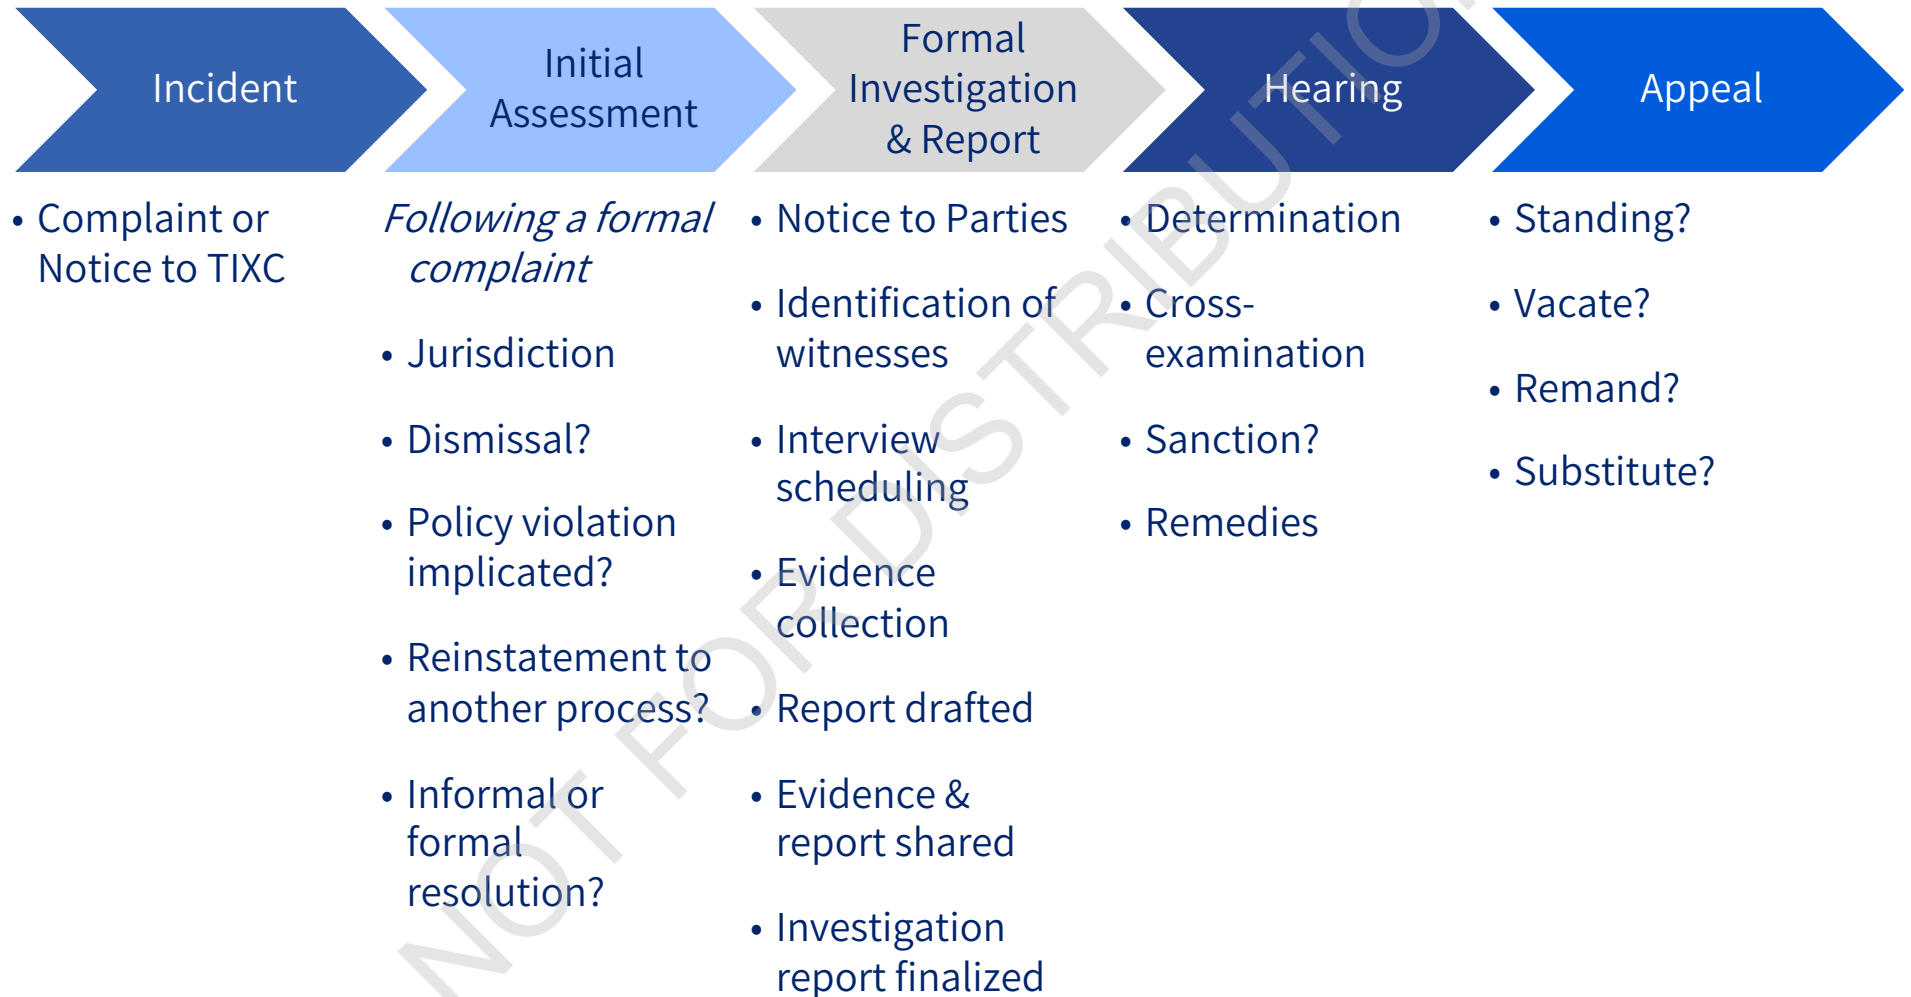 Incident
Initial
Assessment
Formal
Investigation
& Report
Hearing
Appeal
• Complaint or
Notice to TIXC
Following a formal
complaint
• Jurisdiction
• Dismissal?
• Policy violation
implicated?
• Reinstatement to
another process?
• Informal or
formal
resolution?
• Notice to Parties
• Identification of
witnesses
• Interview
scheduling
• Evidence
collection
• Report drafted
• Evidence &
report shared
• Investigation
report finalized
• Determination
• Cross-
examination
• Sanction?
• Remedies
• Standing?
• Vacate?
• Remand?
• Substitute?
NOT FOR DISTRIBUTIO